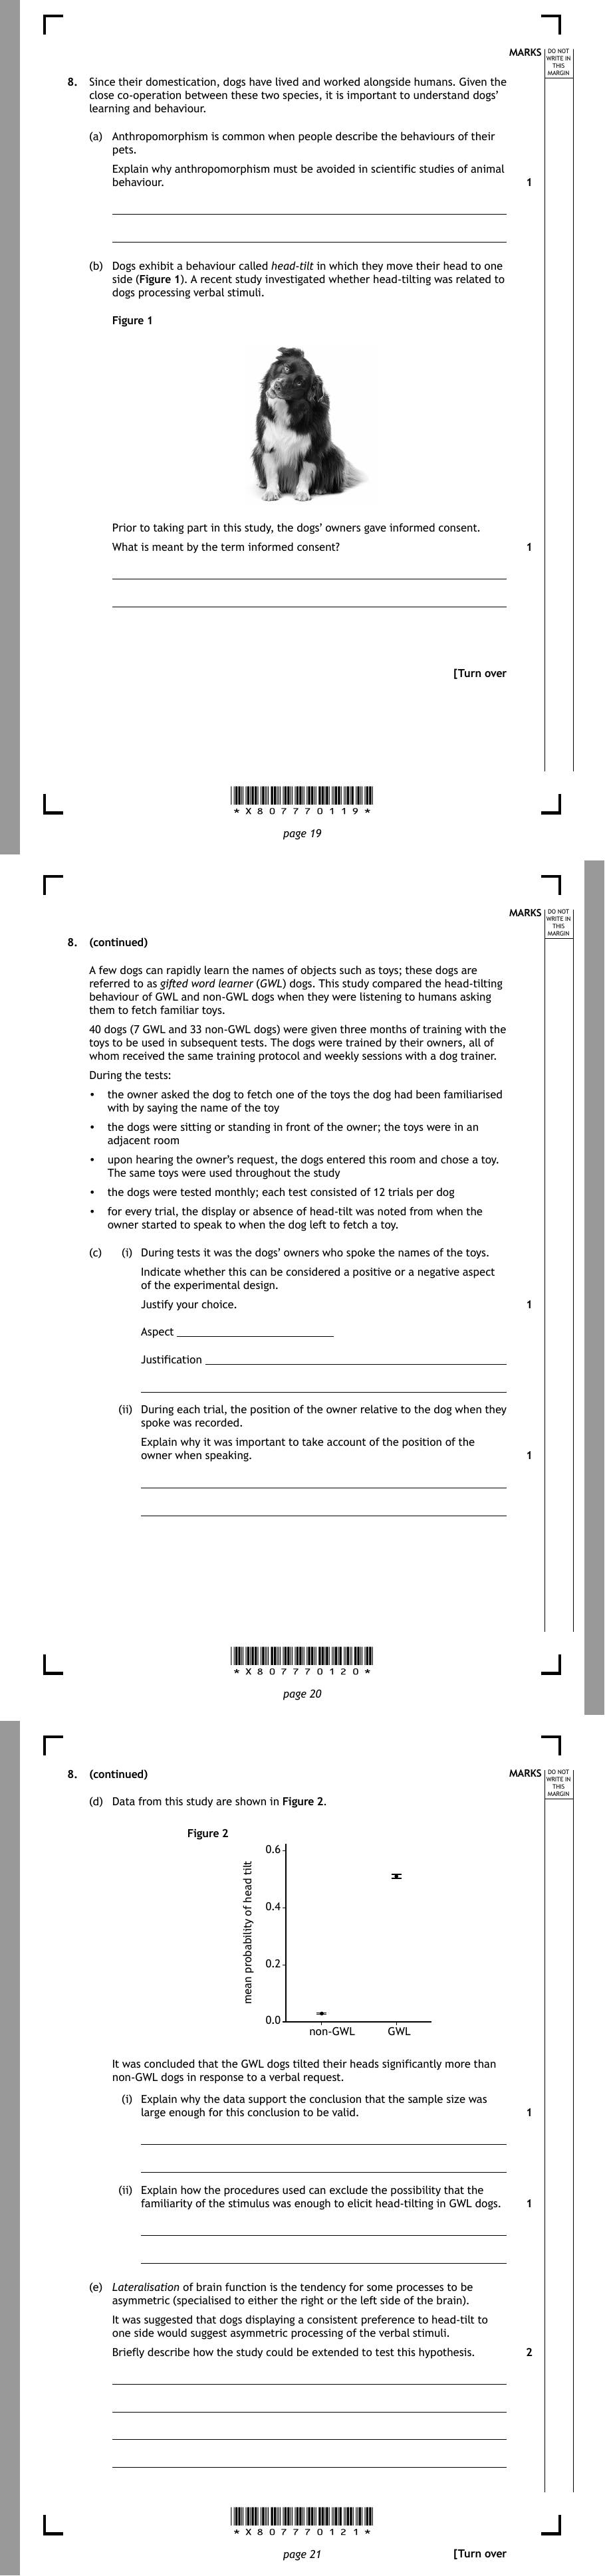 MARKS
DO NOT
WRITE IN
THIS
MARGIN
8. Since their domestication, dogs have lived and worked alongside humans. Given the
close co-operation between these two species, it is important to understand dogs’
learning and behaviour.
(a) Anthropomorphism is common when people describe the behaviours of their
pets.
Explain why anthropomorphism must be avoided in scientific studies of animal
behaviour. 1
(b) Dogs exhibit a behaviour called head-tilt in which they move their head to one
side (Figure 1). A recent study investigated whether head-tilting was related to
dogs processing verbal stimuli.
Figure 1
Prior to taking part in this study, the dogs’ owners gave informed consent.
What is meant by the term informed consent? 1
[Turn over
* X 8 0 7 7 7 0 1 1 9 *
page 19
MARKS
DO NOT
WRITE IN
THIS
MARGIN
8. (continued)
A few dogs can rapidly learn the names of objects such as toys; these dogs are
referred to as gifted word learner (GWL) dogs. This study compared the head-tilting
behaviour of GWL and non-GWL dogs when they were listening to humans asking
them to fetch familiar toys.
40 dogs (7 GWL and 33 non-GWL dogs) were given three months of training with the
toys to be used in subsequent tests. The dogs were trained by their owners, all of
whom received the same training protocol and weekly sessions with a dog trainer.
During the tests:
• the owner asked the dog to fetch one of the toys the dog had been familiarised
with by saying the name of the toy
• the dogs were sitting or standing in front of the owner; the toys were in an
adjacent room
• upon hearing the owner’s request, the dogs entered this room and chose a toy.
The same toys were used throughout the study
• the dogs were tested monthly; each test consisted of 12 trials per dog
• for every trial, the display or absence of head-tilt was noted from when the
owner started to speak to when the dog left to fetch a toy.
(c) (i) During tests it was the dogs’ owners who spoke the names of the toys.
Indicate whether this can be considered a positive or a negative aspect
of the experimental design.
Justify your choice. 1
Aspect
Justification
(ii) During each trial, the position of the owner relative to the dog when they
spoke was recorded.
Explain why it was important to take account of the position of the
owner when speaking. 1
* X 8 0 7 7 7 0 1 2 0 *
page 20
MARKS
DO NOT
WRITE IN
THIS
MARGIN
8. (continued)
(d) Data from this study are shown in Figure 2.
Figure 2
mean probability of head tilt
0.6
0.4
0.2
0.0
non-GWL GWL
It was concluded that the GWL dogs tilted their heads significantly more than
non-GWL dogs in response to a verbal request.
(i) Explain why the data support the conclusion that the sample size was
large enough for this conclusion to be valid. 1
(ii) Explain how the procedures used can exclude the possibility that the
familiarity of the stimulus was enough to elicit head-tilting in GWL dogs. 1
(e) Lateralisation of brain function is the tendency for some processes to be
asymmetric (specialised to either the right or the left side of the brain).
It was suggested that dogs displaying a consistent preference to head-tilt to
one side would suggest asymmetric processing of the verbal stimuli.
Briefly describe how the study could be extended to test this hypothesis. 2
* X 8 0 7 7 7 0 1 2 1 *
page 21
[Turn over